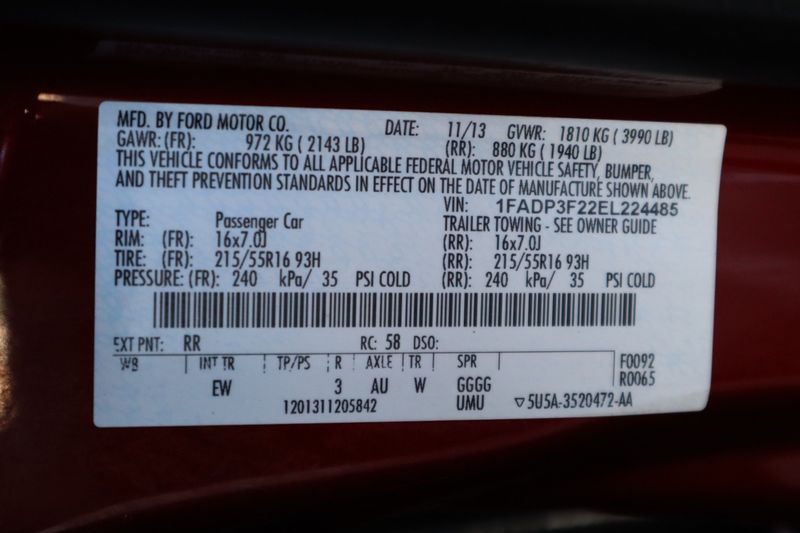 MFD. BY FORD MOTOR CO. DATE: 11/13 GVWR: 1810 KG ( 3990 LB)
GAWR: (FR): 972 KG ( 2143 LB) (RR): 880 KG ( 1940 LB)
THIS VEHICLE CONFORMS TO ALL APPLICABLE FEDERAL MOTOR VEHICLE SAFETY, BUMPER,
AND THEFT PREVENTION STANDARDS IN EFFECT ON THE DATE OF MANUFACTURE SHOWN ABOVE.
VIN: 1FADP3F22EL224485
TYPE: Passenger Car TRAILER TOWING - SEE OWNER GUIDE
RIM: (FR): 16x7.0J (RR): 16x7.0J
TIRE: (FR): 215/55R16 93H (RR): 215/55R16 93H
PRESSURE: (FR): 240 kPa/ 35 PSI COLD (RR): 240 kPa/ 35 PSI COLD
EXT PNT: RR RC: 58 DSO:
WB INT TR TP/PS R AXLE TR SPR F0092
EW 3 AU W GGGG R0065
1201311205842 UMU ▽5U5A-3520472-AA